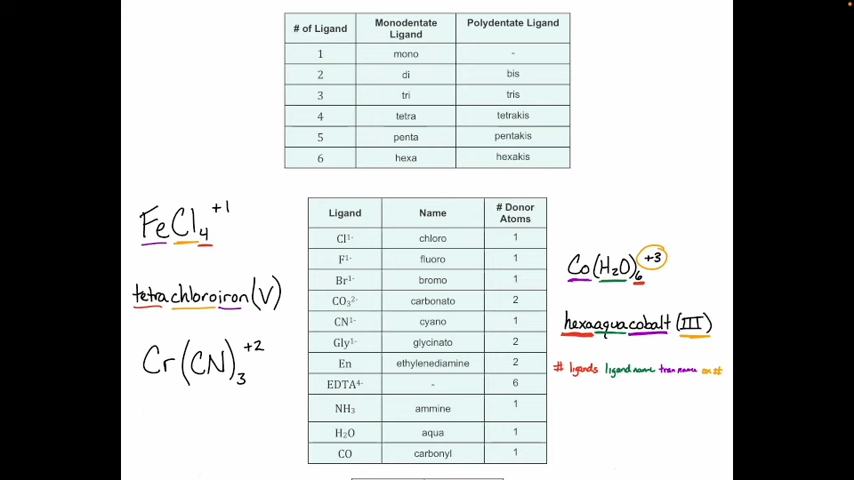 # of Ligand Monodentate Ligand Polydentate Ligand
1 mono -
2 di bis
3 tri tris
4 tetra tetrakis
5 penta pentakis
6 hexa hexakis
FeCl₄⁺¹
tetrachloroiron(V)
Cr(CN)₃⁺²
Ligand Name # Donor Atoms
Cl¹⁻ chloro 1
F¹⁻ fluoro 1
Br¹⁻ bromo 1
CO₃²⁻ carbonato 2
CN¹⁻ cyano 1
Gly¹⁻ glycinato 2
En ethylenediamine 2
EDTA⁴⁻ - 6
NH₃ ammine 1
H₂O aqua 1
CO carbonyl 1
Co(H₂O)₆⁺³
hexaaquacobalt (III)
# ligands ligand name tran name ox #